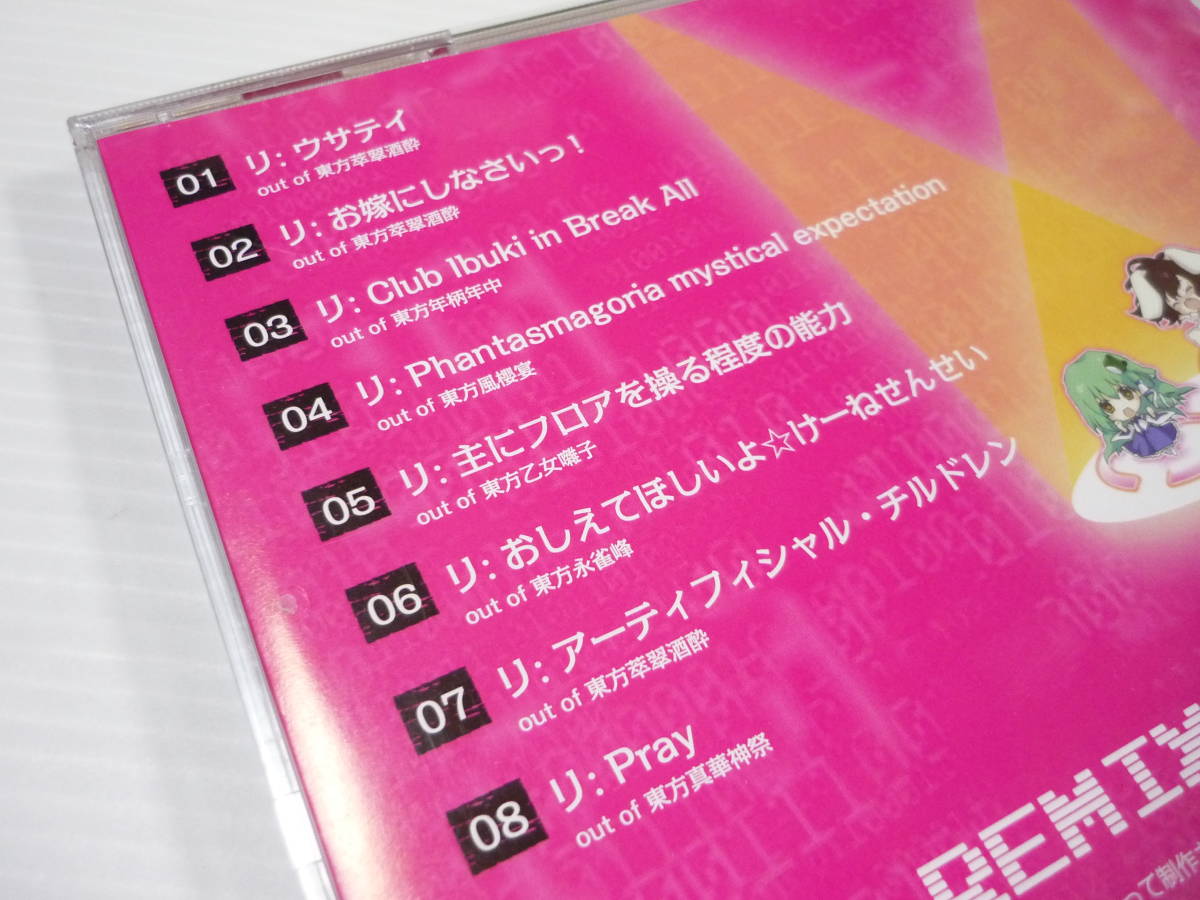 01 リ: ウサテイ
out of 東方萃翠酒酔
02 リ: お嫁にしなさいっ!
out of 東方萃翠酒酔
03 リ: Club Ibuki in Break All
out of 東方年柄年中
04 リ: Phantasmagoria mystical expectation
out of 東方風櫻宴
05 リ: 主にフロアを操る程度の能力
out of 東方乙女囃子
06 リ: おしえてほしいよ☆けーねせんせい
out of 東方永雀峰
07 リ: アーティフィシャル・チルドレン
out of 東方萃翠酒酔
08 リ: Pray
out of 東方真華神祭
REMIX
って制作